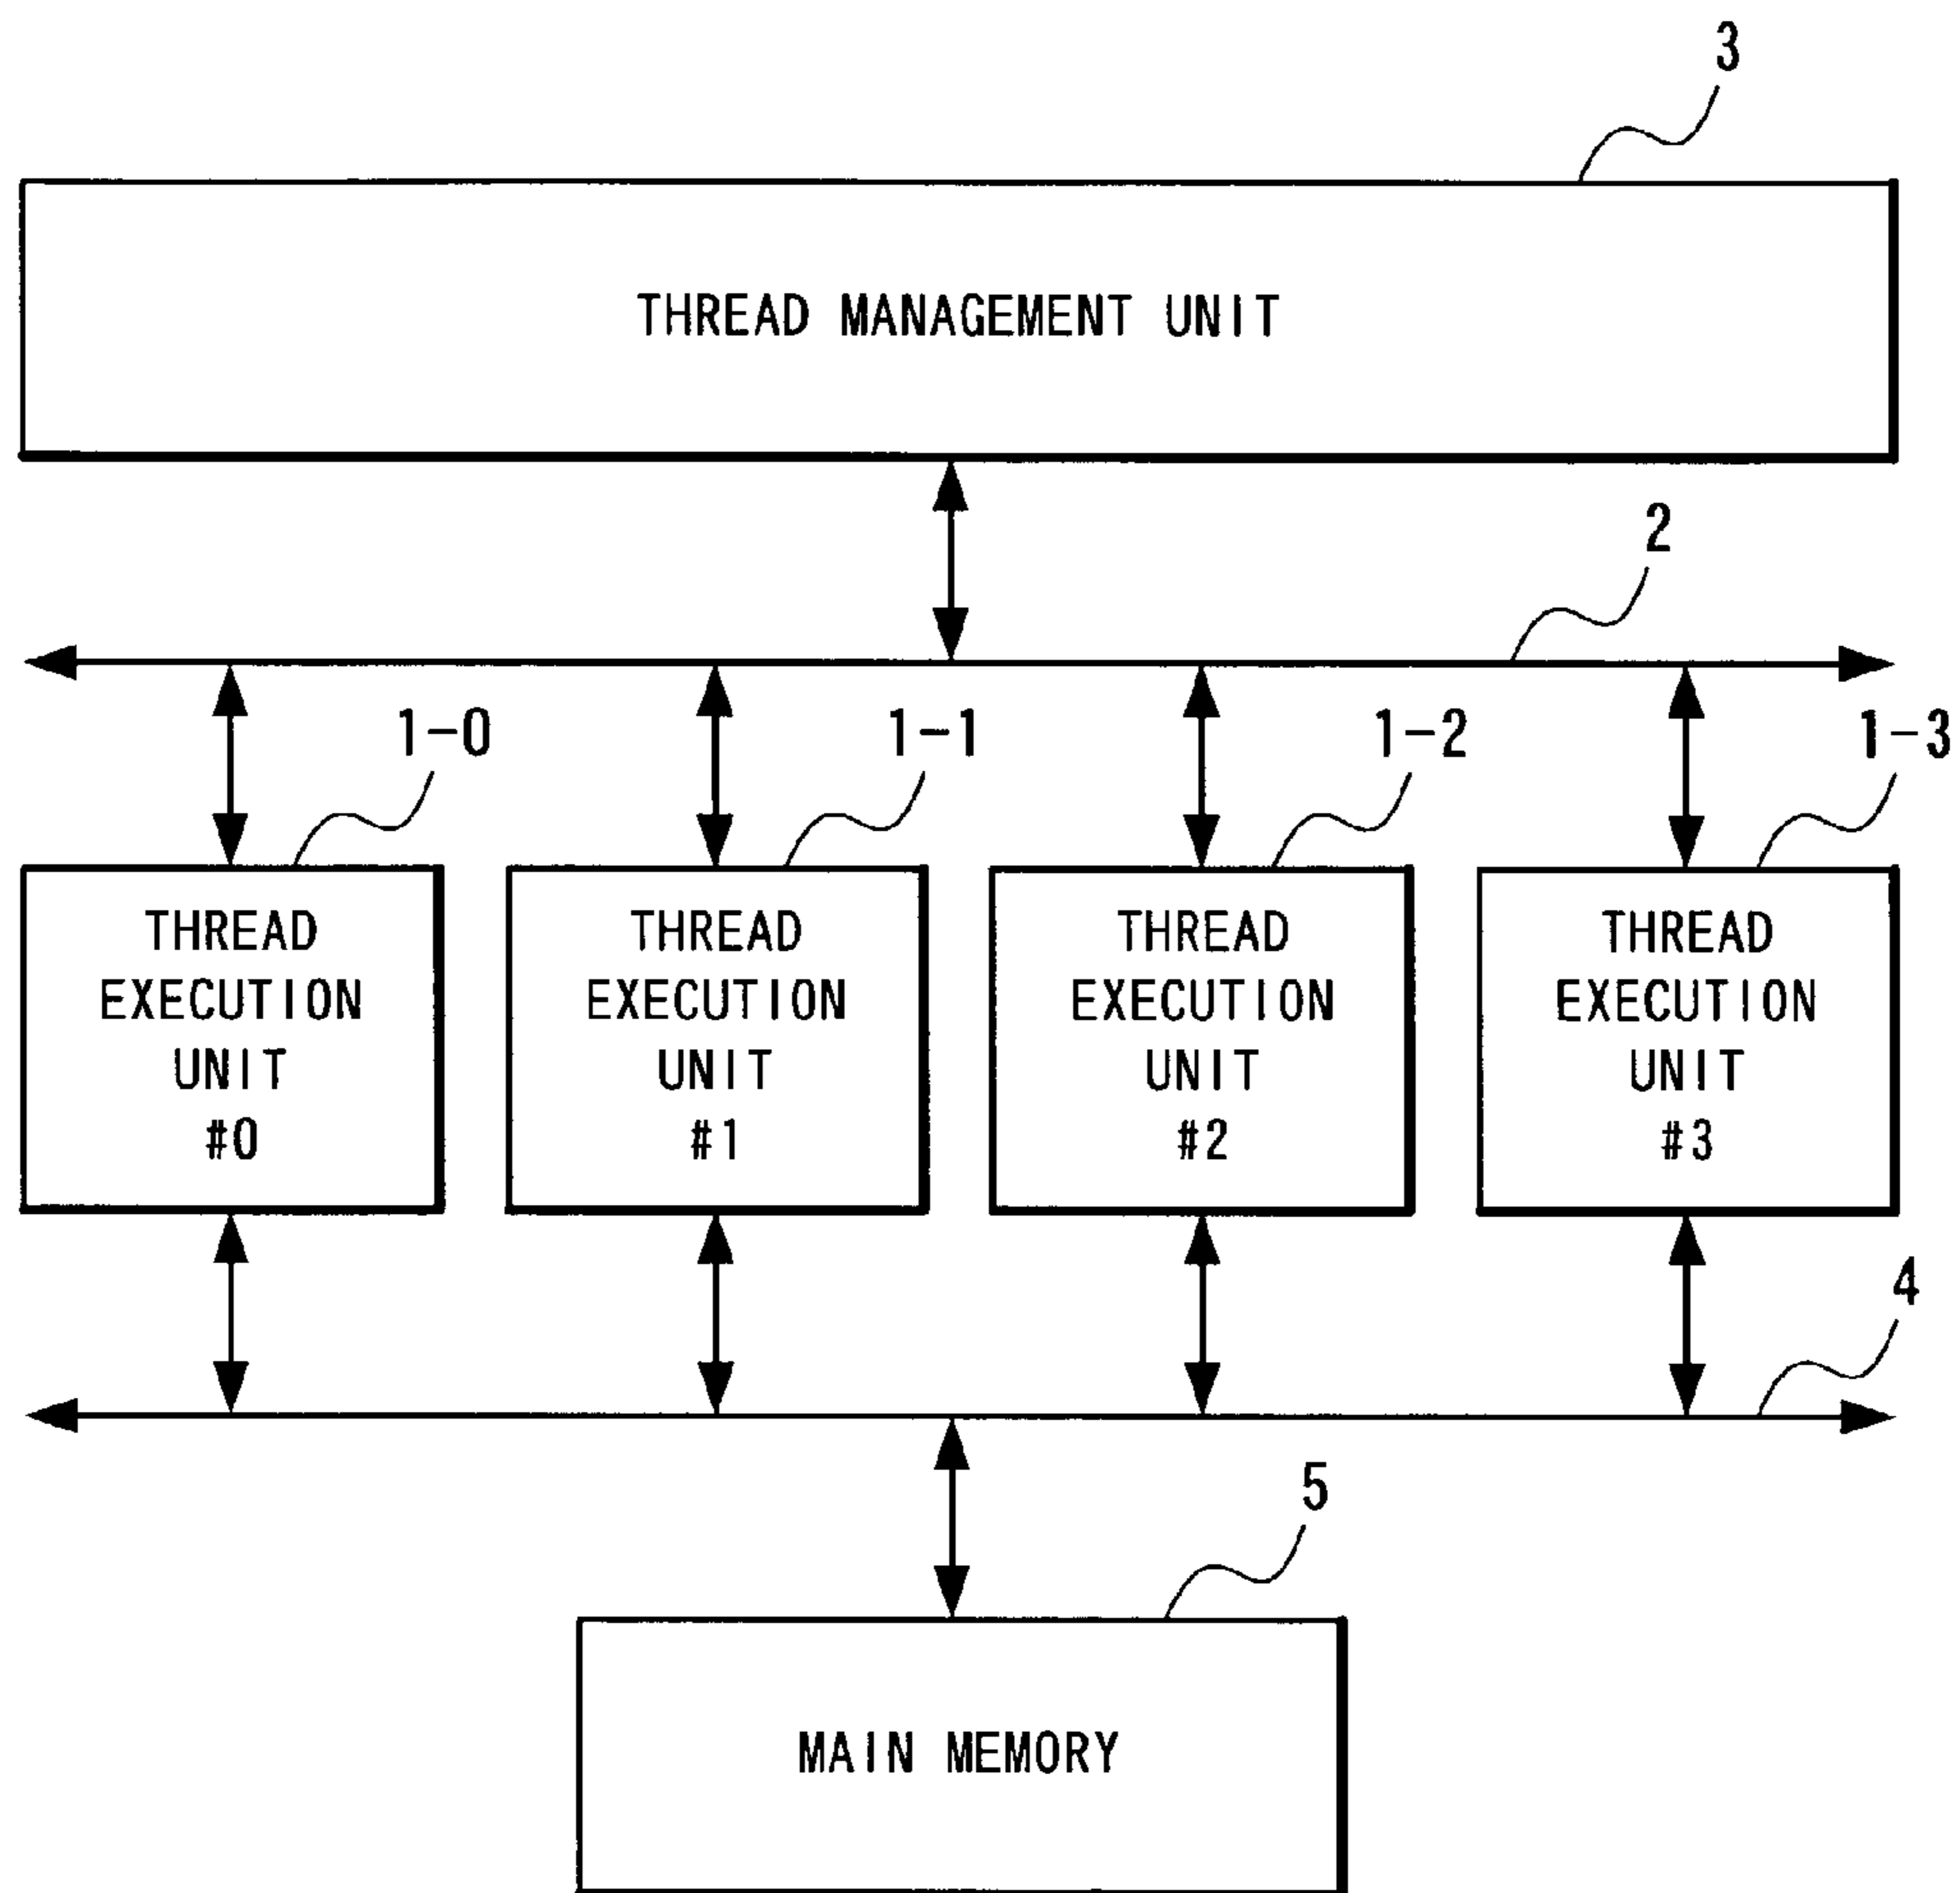 3
THREAD MANAGEMENT UNIT
2
1-0
1-1
1-2
1-3
THREAD
EXECUTION
UNIT
#0
THREAD
EXECUTION
UNIT
#1
THREAD
EXECUTION
UNIT
#2
THREAD
EXECUTION
UNIT
#3
4
5
MAIN MEMORY